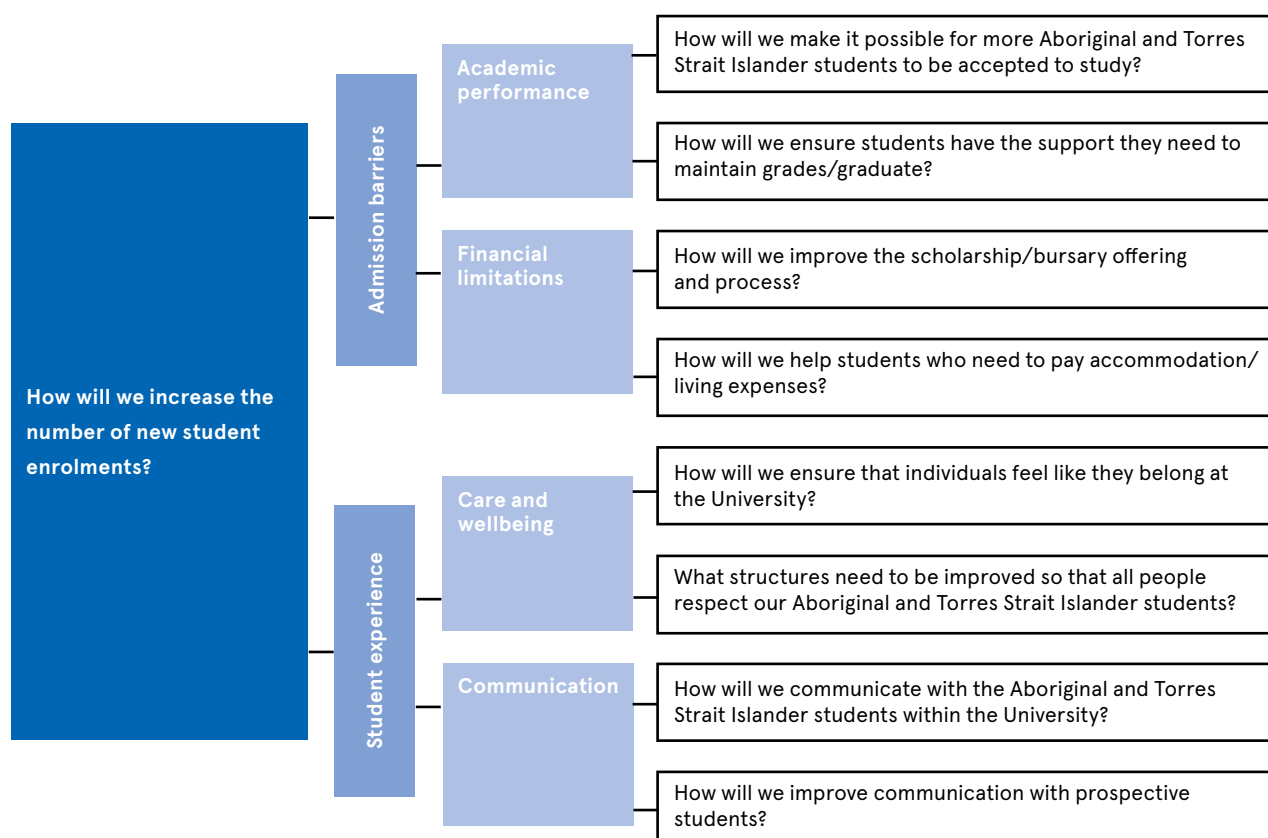 How will we increase the
number of new student
enrolments?
Admission barriers
Academic
performance
How will we make it possible for more Aboriginal and Torres
Strait Islander students to be accepted to study?
How will we ensure students have the support they need to
maintain grades/graduate?
Financial
limitations
How will we improve the scholarship/bursary offering
and process?
How will we help students who need to pay accommodation/
living expenses?
Student experience
Care and
wellbeing
How will we ensure that individuals feel like they belong at
the University?
What structures need to be improved so that all people
respect our Aboriginal and Torres Strait Islander students?
Communication
How will we communicate with the Aboriginal and Torres
Strait Islander students within the University?
How will we improve communication with prospective
students?